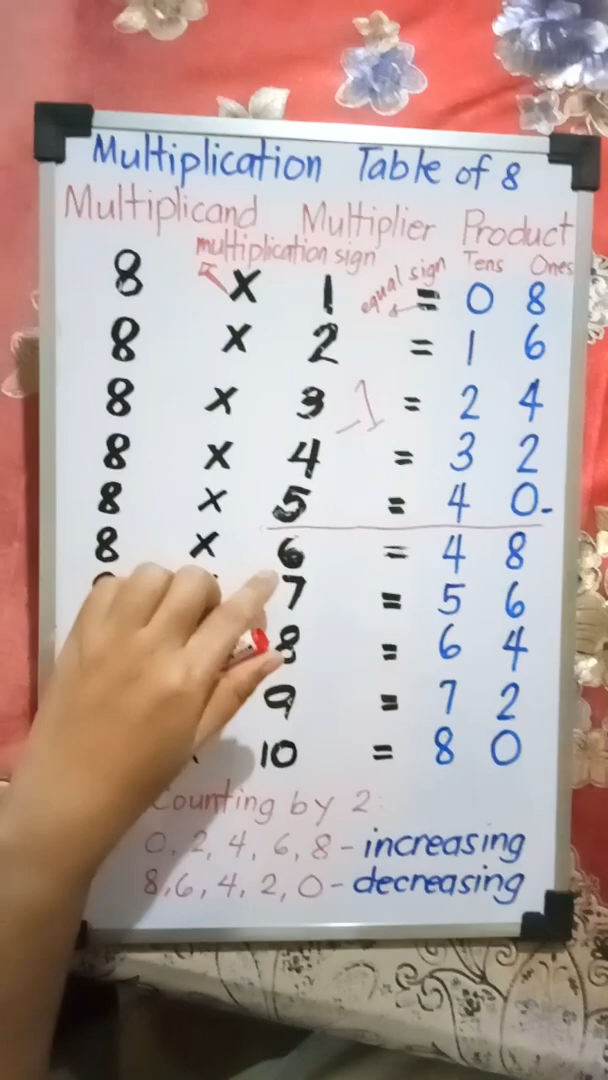 Multiplication Table of 8
Multiplicand Multiplier Product
multiplication sign equal sign Tens Ones
8 × 1 = 0 8
8 × 2 = 1 6
8 × 3 1 = 2 4
8 × 4 = 3 2
8 × 5 = 4 0-
8 × 6 = 4 8
7 = 5 6
8 = 6 4
9 = 7 2
10 = 8 0
Counting by 2:
0, 2, 4, 6, 8 - increasing
8, 6, 4, 2, 0 - decreasing